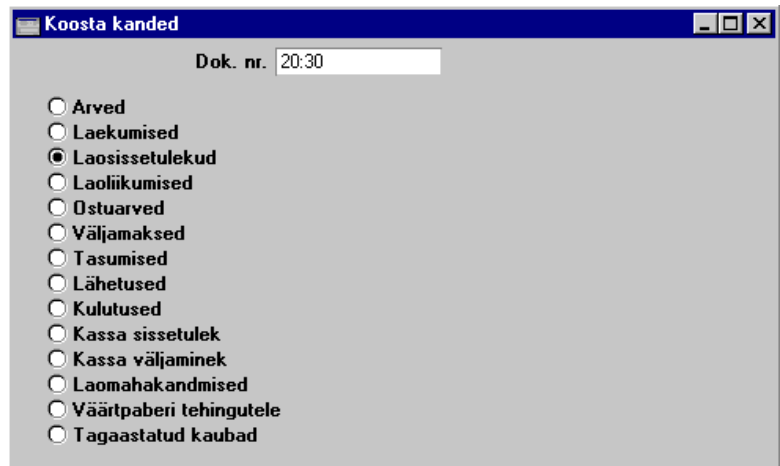 Koosta kanded
Dok. nr. 20:30
Arved
Laekumised
Laosissetulekud
Laoliikumised
Ostuarved
Väljamaksed
Tasumised
Lähetused
Kulutused
Kassa sissetulek
Kassa väljaminek
Laomahakandmised
Väärtpaberi tehingutele
Tagaastatud kaubad